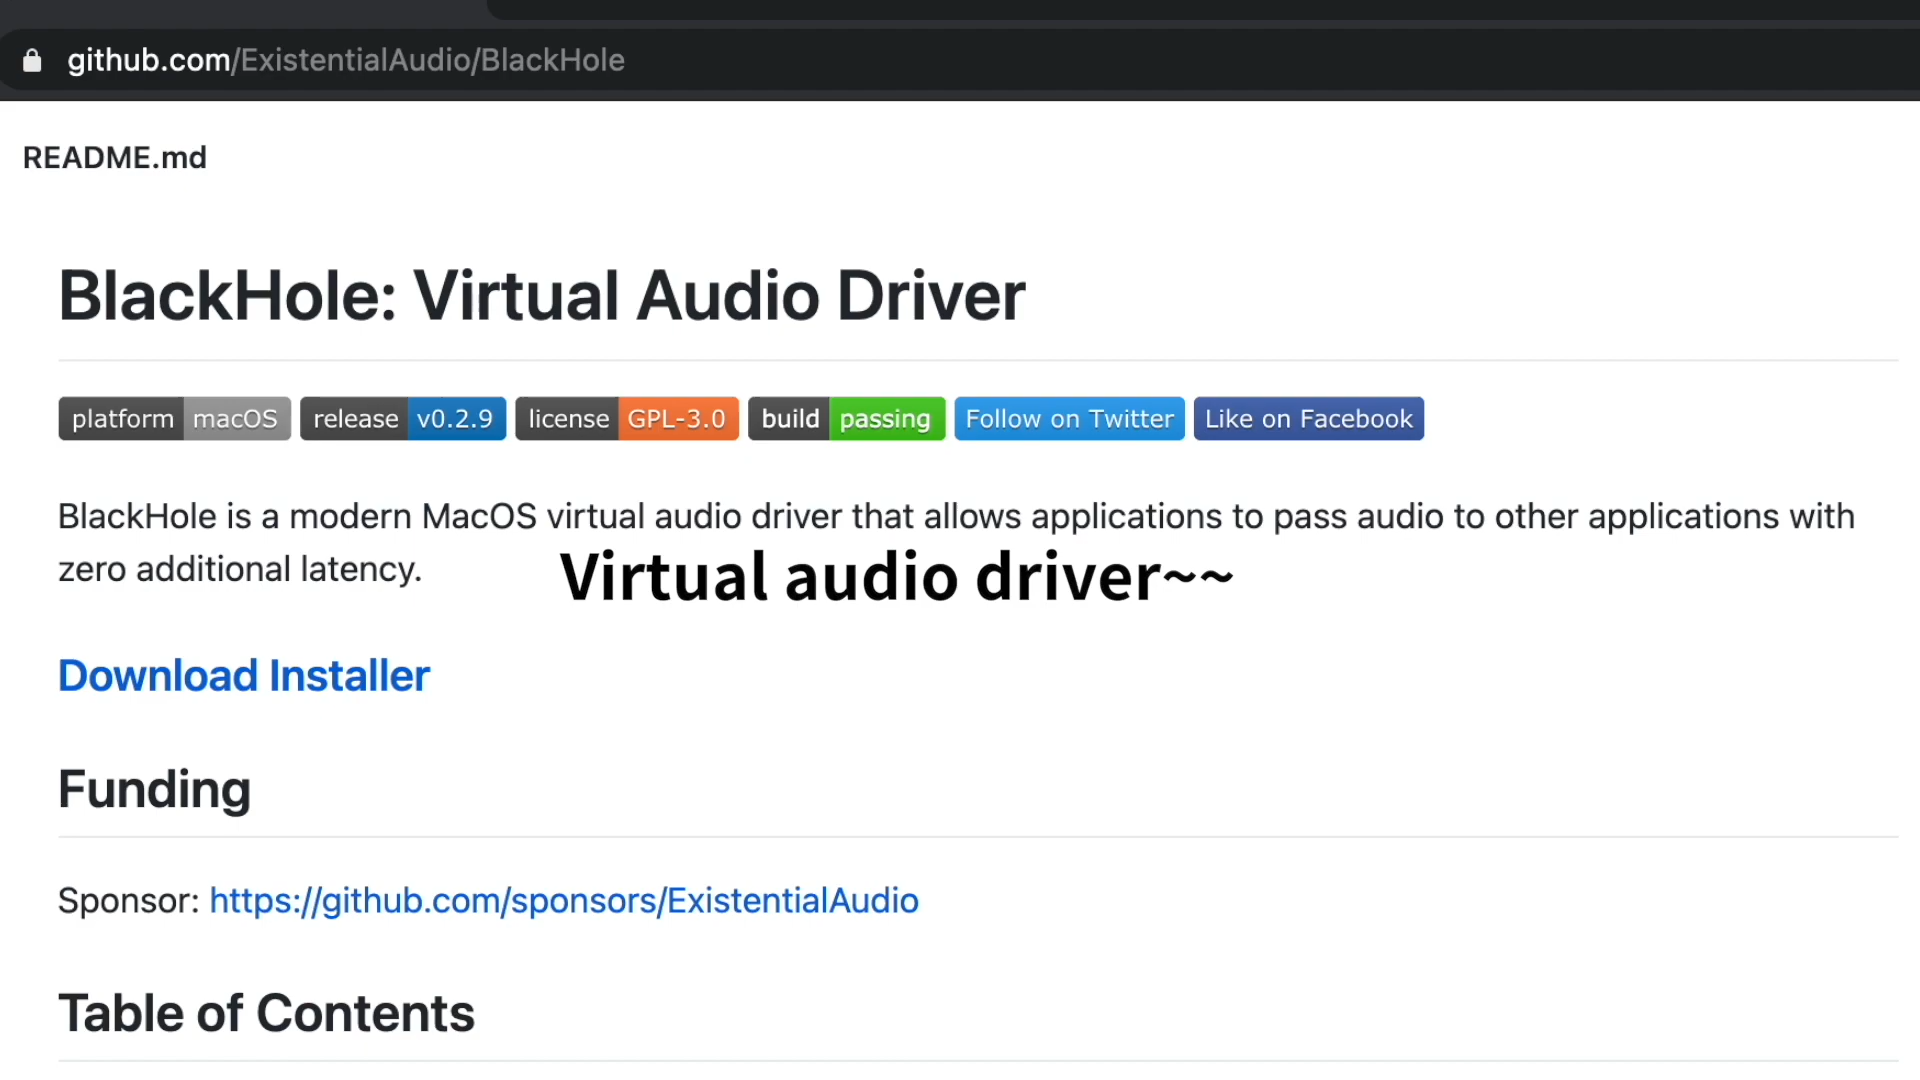 github.com/ExistentialAudio/BlackHole
README.md
BlackHole: Virtual Audio Driver
platform macOS release v0.2.9 license GPL-3.0 build passing Follow on Twitter Like on Facebook
BlackHole is a modern MacOS virtual audio driver that allows applications to pass audio to other applications with
zero additional latency.
Virtual audio driver~~
Download Installer
Funding
Sponsor: https://github.com/sponsors/ExistentialAudio
Table of Contents